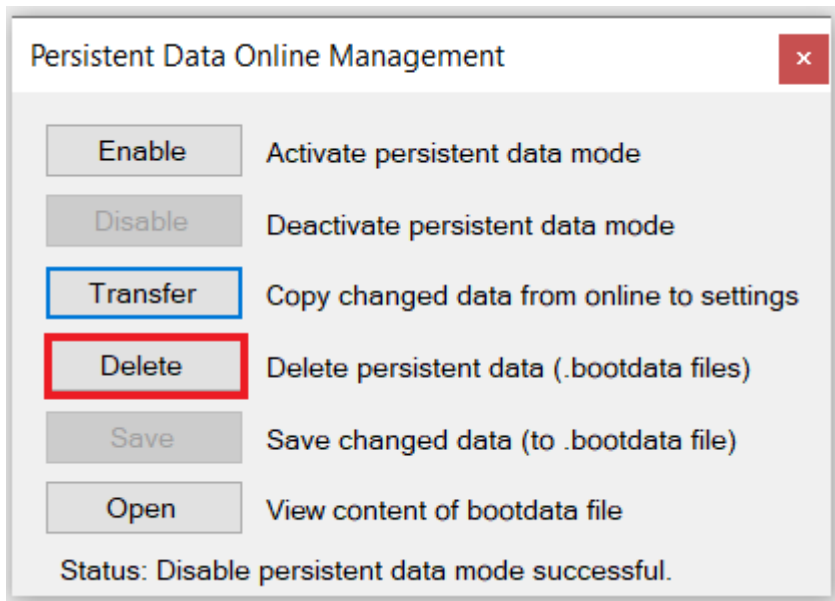 Persistent Data Online Management
x
Enable Activate persistent data mode
Disable Deactivate persistent data mode
Transfer Copy changed data from online to settings
Delete Delete persistent data (.bootdata files)
Save Save changed data (to .bootdata file)
Open View content of bootdata file
Status: Disable persistent data mode successful.